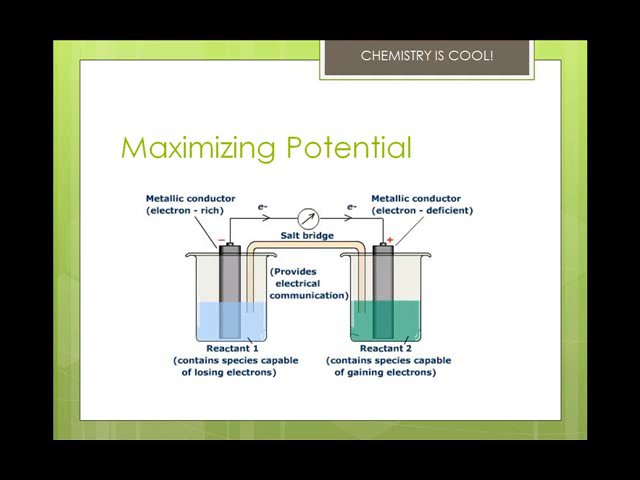 CHEMISTRY IS COOL!
Maximizing Potential
Metallic conductor
(electron - rich)
e-
e-
Metallic conductor
(electron - deficient)
−
Salt bridge
+
(Provides
electrical
communication)
Reactant 1
(contains species capable
of losing electrons)
Reactant 2
(contains species capable
of gaining electrons)